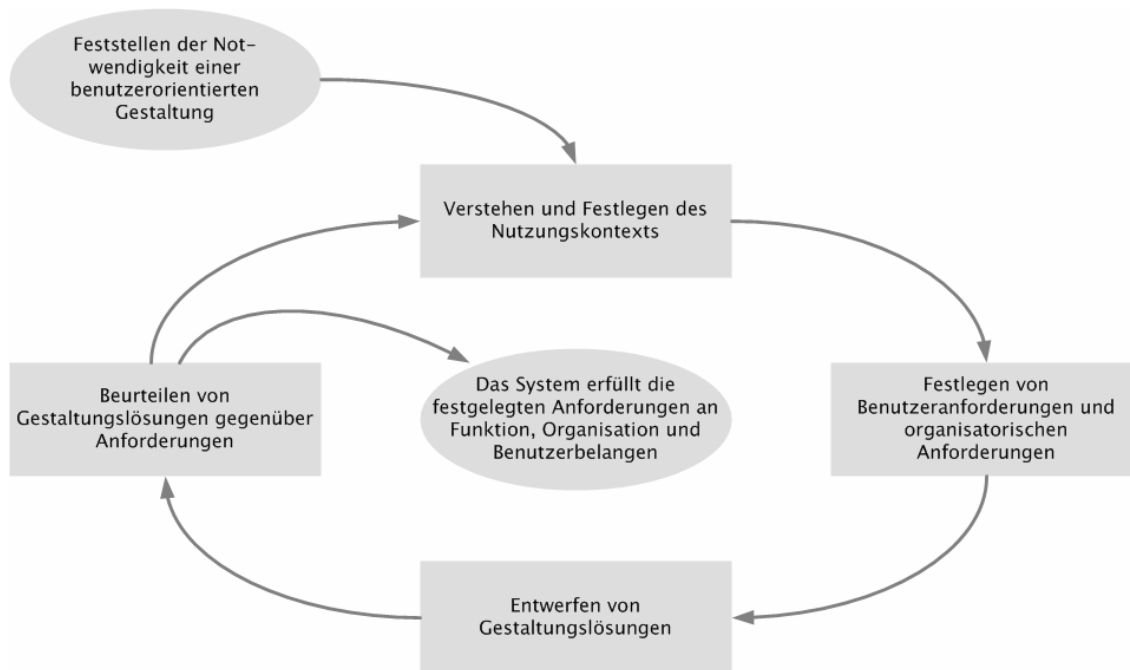 Feststellen der Not-
wendigkeit einer
benutzerorientierten
Gestaltung
Verstehen und Festlegen des
Nutzungskontexts
Beurteilen von
Gestaltungslösungen gegenüber
Anforderungen
Das System erfüllt die
festgelegten Anforderungen an
Funktion, Organisation und
Benutzerbelangen
Festlegen von
Benutzeranforderungen und
organisatorischen
Anforderungen
Entwerfen von
Gestaltungslösungen